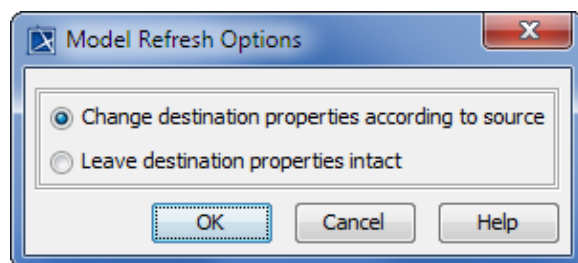 Model Refresh Options
Change destination properties according to source
Leave destination properties intact
OK Cancel Help